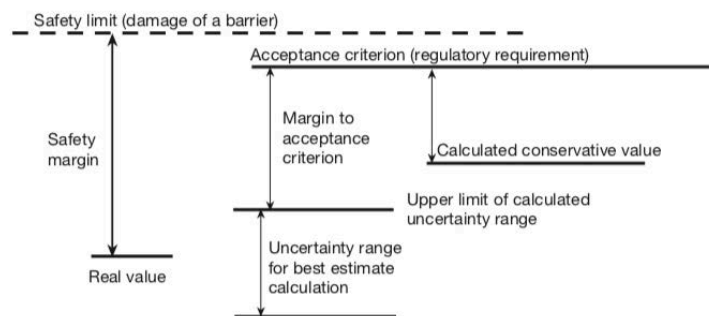 Safety limit (damage of a barrier)
Acceptance criterion (regulatory requirement)
Safety
margin
Margin to
acceptance
criterion
Calculated conservative value
Upper limit of calculated
uncertainty range
Real value
Uncertainty range
for best estimate
calculation